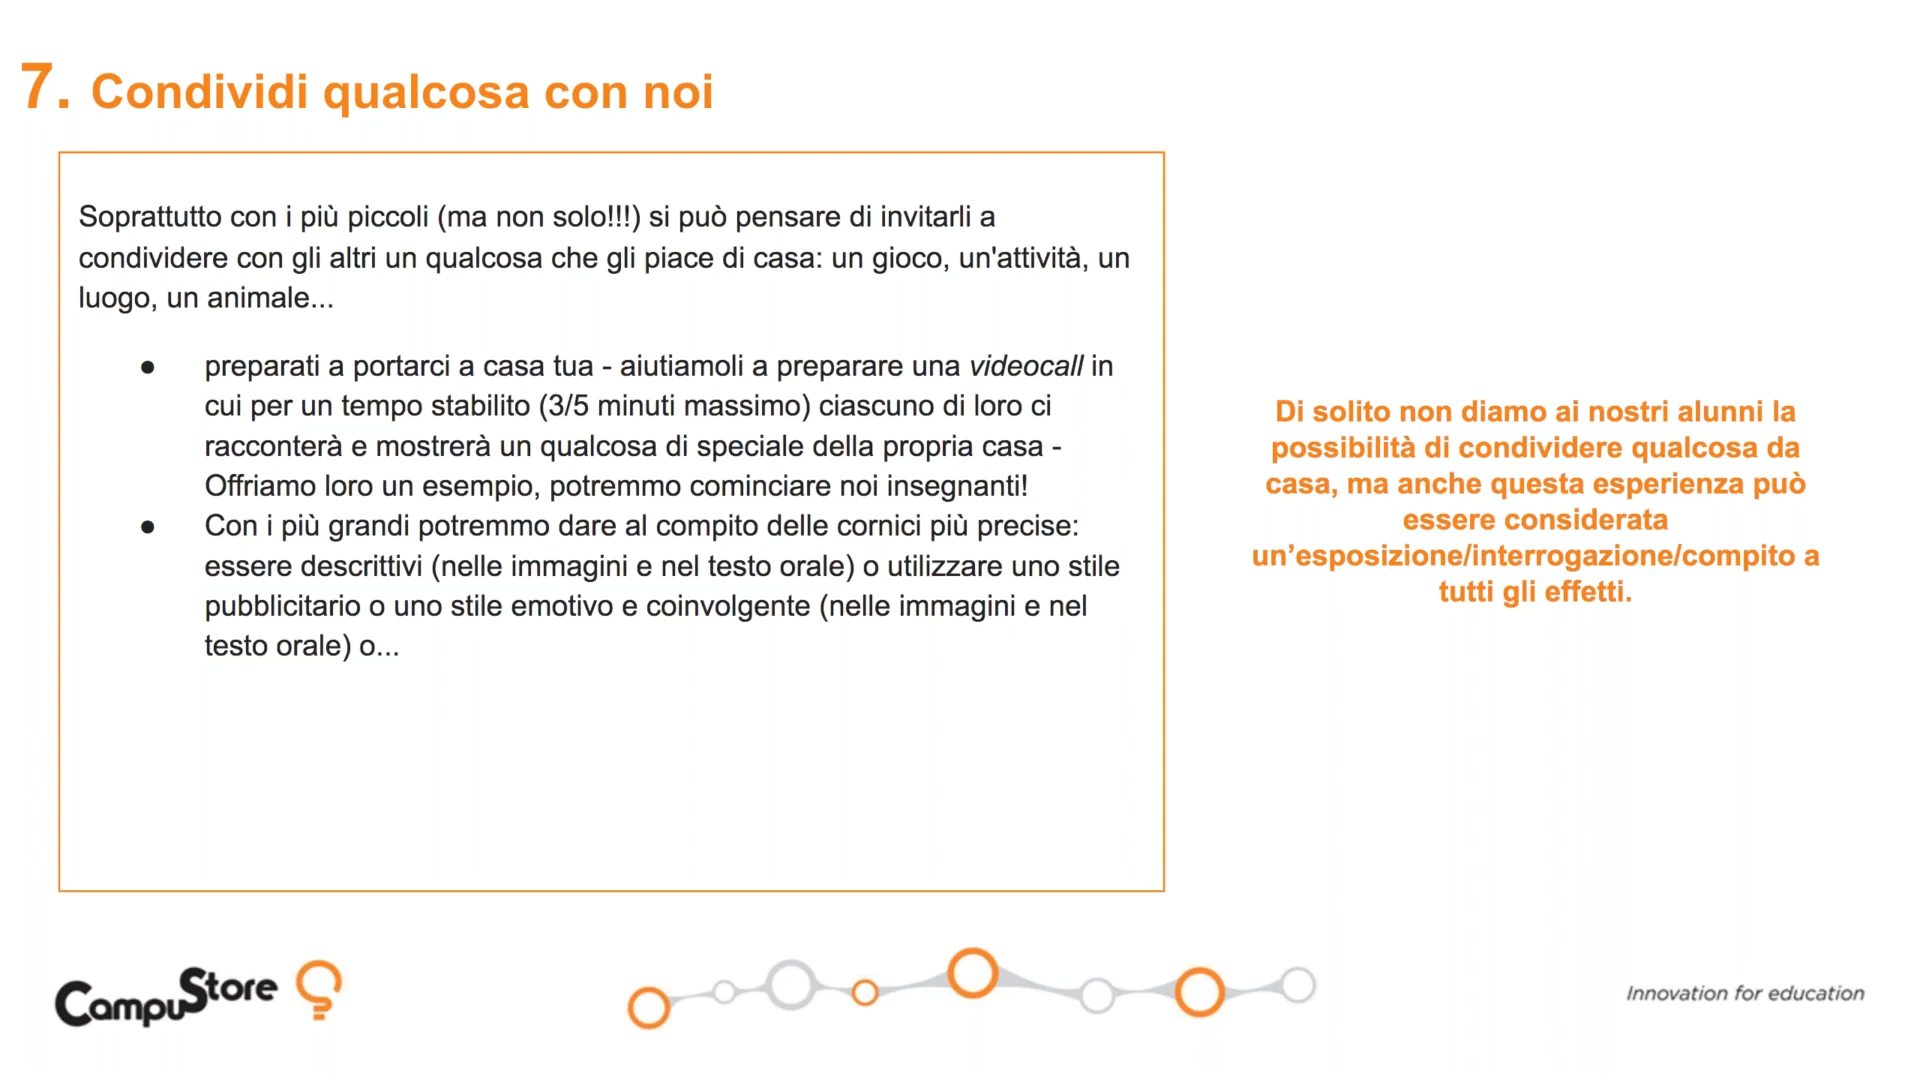 7. Condividi qualcosa con noi
Soprattutto con i più piccoli (ma non solo!!!) si può pensare di invitarli a
condividere con gli altri un qualcosa che gli piace di casa: un gioco, un'attività, un
luogo, un animale...
● preparati a portarci a casa tua - aiutiamoli a preparare una videocall in
cui per un tempo stabilito (3/5 minuti massimo) ciascuno di loro ci
racconterà e mostrerà un qualcosa di speciale della propria casa -
Offriamo loro un esempio, potremmo cominciare noi insegnanti!
● Con i più grandi potremmo dare al compito delle cornici più precise:
essere descrittivi (nelle immagini e nel testo orale) o utilizzare uno stile
pubblicitario o uno stile emotivo e coinvolgente (nelle immagini e nel
testo orale) o...
Di solito non diamo ai nostri alunni la
possibilità di condividere qualcosa da
casa, ma anche questa esperienza può
essere considerata
un’esposizione/interrogazione/compito a
tutti gli effetti.
CampuStore
Innovation for education